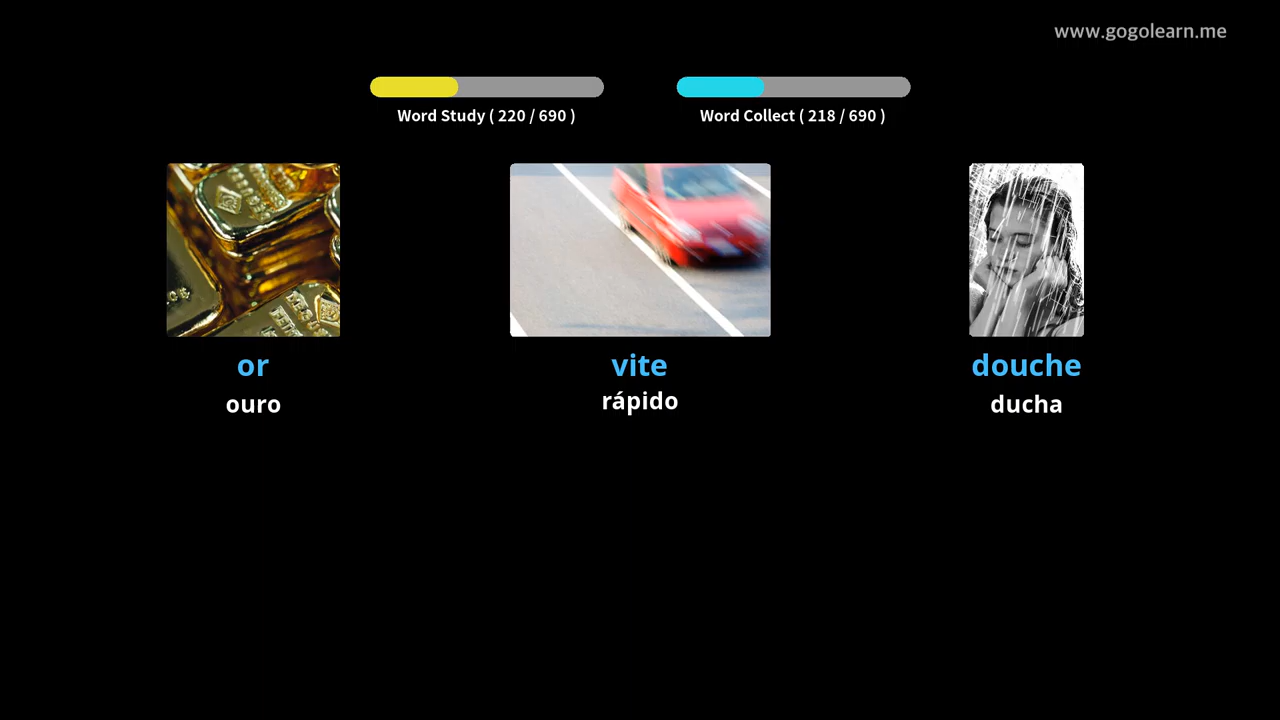 www.gogolearn.me
Word Study ( 220 / 690 )
Word Collect ( 218 / 690 )
or
vite
douche
ouro
rápido
ducha